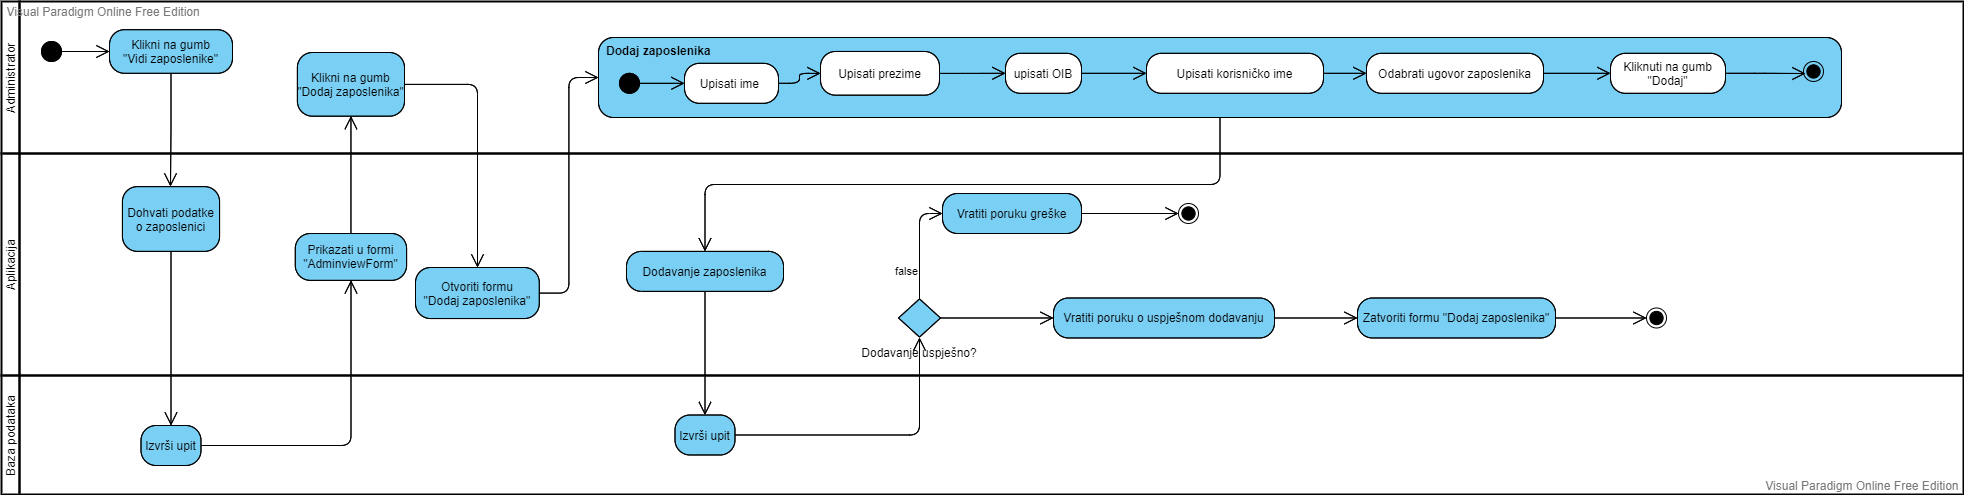 Visual Paradigm Online Free Edition
Administrator
Klikni na gumb
"Vidi zaposlenike"
Klikni na gumb
"Dodaj zaposlenika"
Dodaj zaposlenika
Upisati ime
Upisati prezime
upisati OIB
Upisati korisničko ime
Odabrati ugovor zaposlenika
Kliknuti na gumb
"Dodaj"
Aplikacija
Dohvati podatke
o zaposlenici
Prikazati u formi
"AdminviewForm"
Otvoriti formu
"Dodaj zaposlenika"
Dodavanje zaposlenika
Vratiti poruku greške
false
Dodavanje uspješno?
Vratiti poruku o uspješnom dodavanju
Zatvoriti formu "Dodaj zaposlenika"
Baza podataka
Izvrši upit
Izvrši upit
Visual Paradigm Online Free Edition